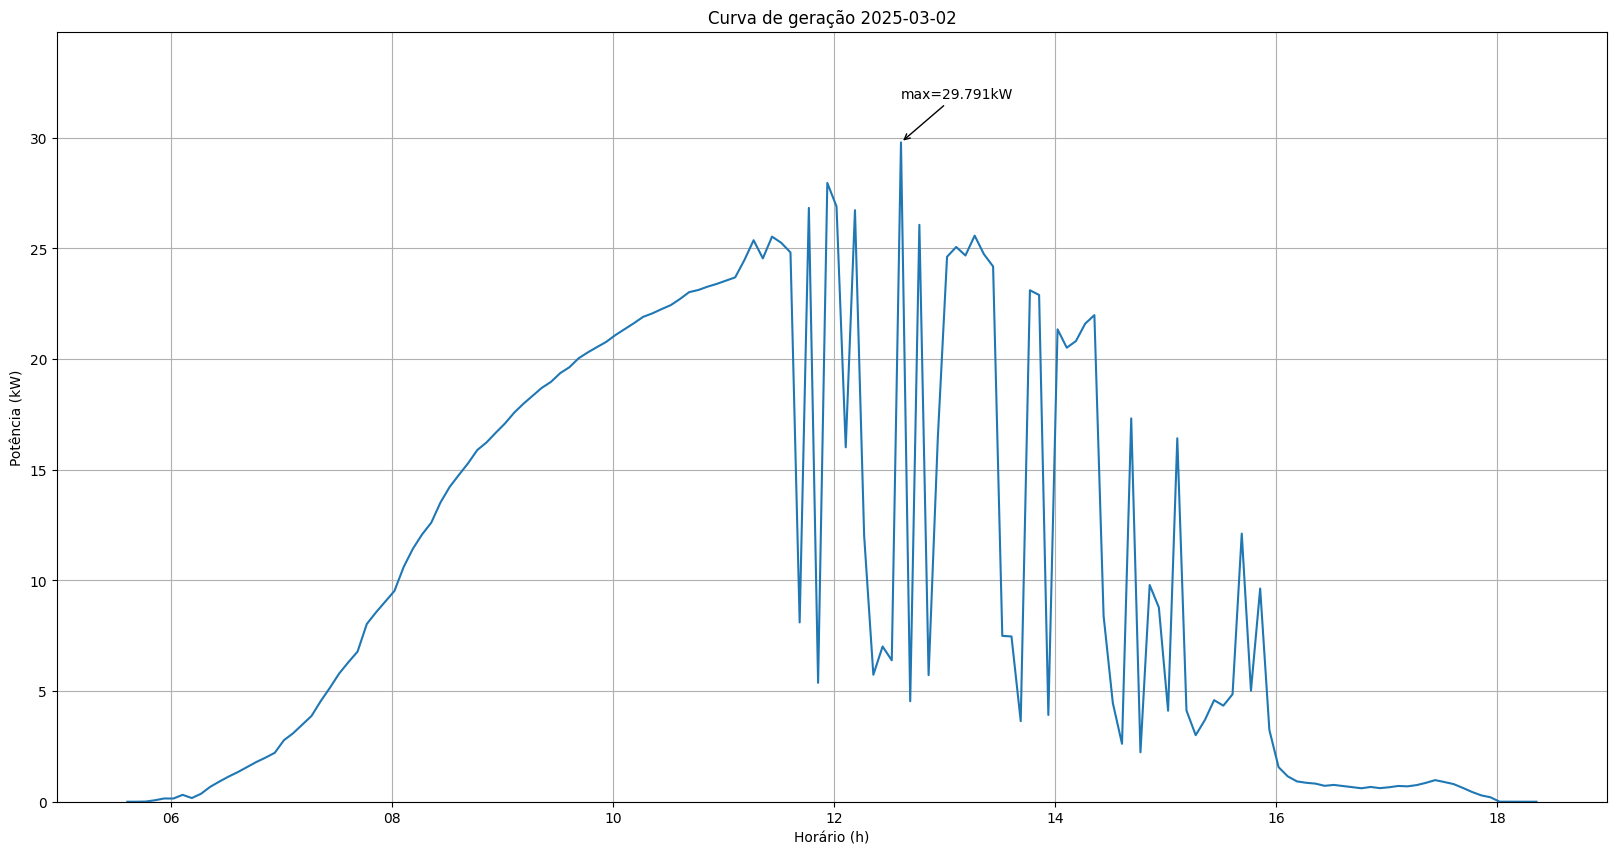 Curva de geração 2025-03-02
max=29.791kW
30
25
20
15
10
5
0
Potência (kW)
06 08 10 12 14 16 18
Horário (h)